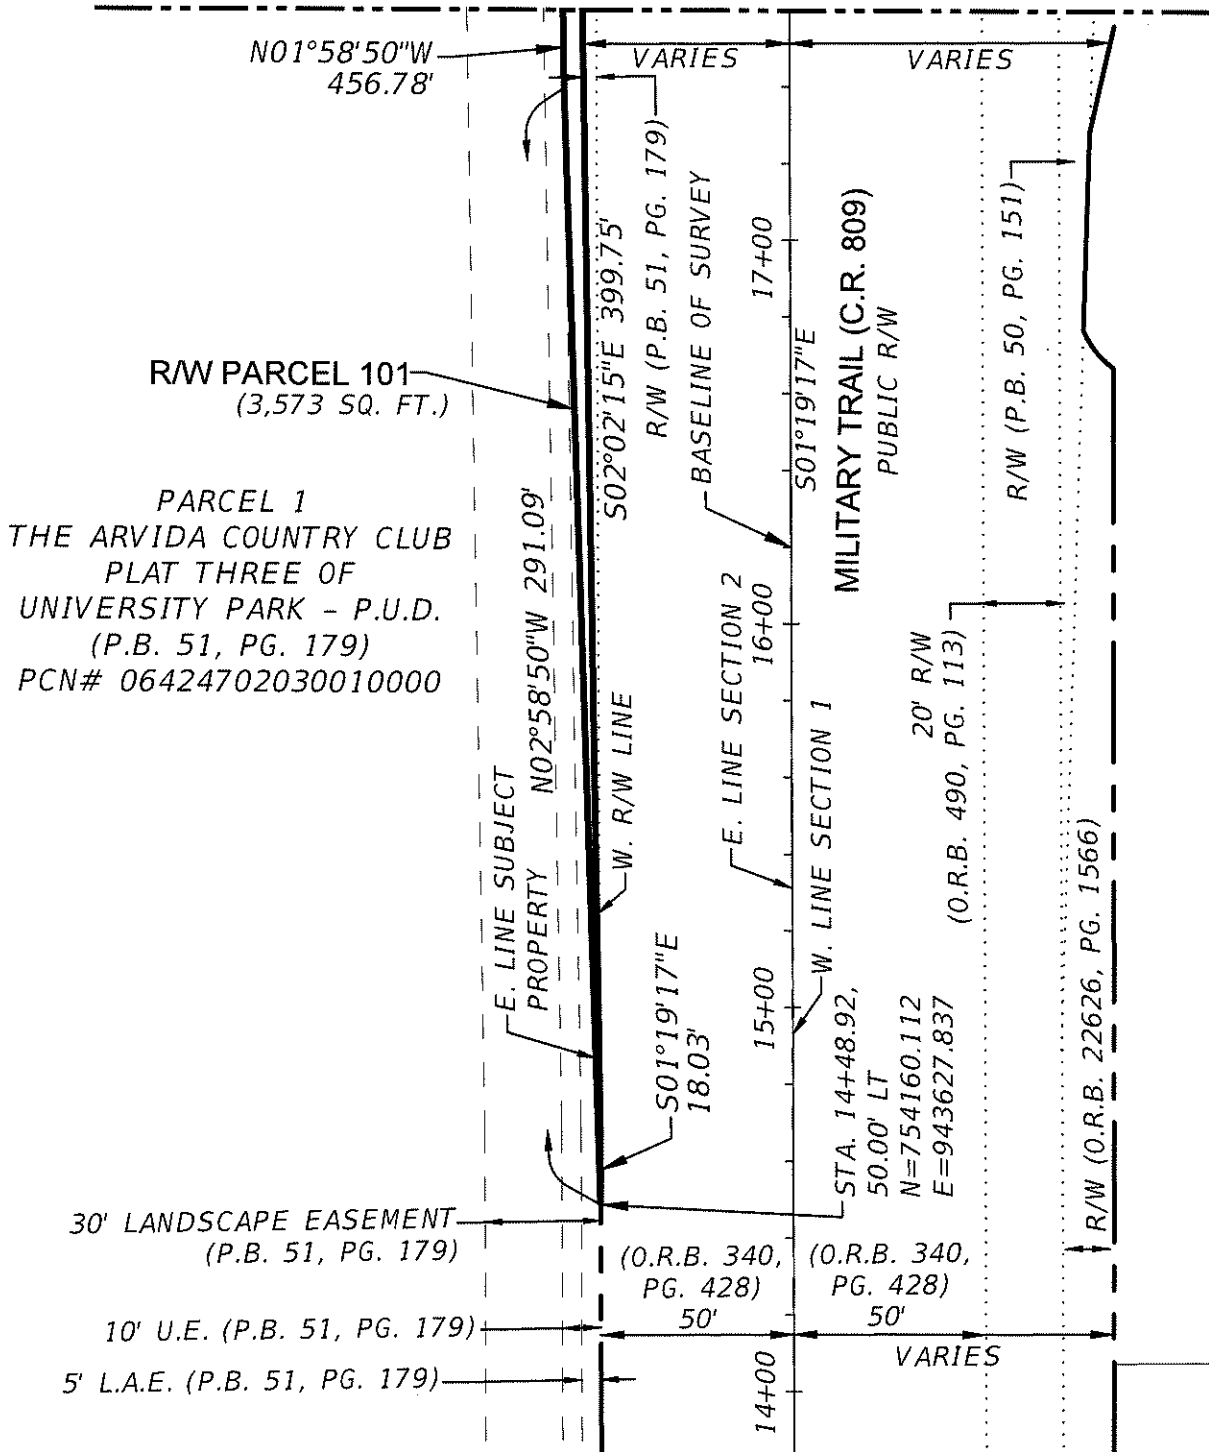 N01°58'50"W
456.78'
VARIES
VARIES
R/W (P.B. 51, PG. 179)
S02°02'15"E 399.75'
BASELINE OF SURVEY
17+00
S01°19'17"E
MILITARY TRAIL (C.R. 809)
PUBLIC R/W
R/W (P.B. 50, PG. 151)
R/W PARCEL 101
(3,573 SQ. FT.)
PARCEL 1
THE ARVIDA COUNTRY CLUB
PLAT THREE OF
UNIVERSITY PARK - P.U.D.
(P.B. 51, PG. 179)
PCN# 06424702030010000
N02°58'50"W 291.09'
E. LINE SUBJECT
PROPERTY
W. R/W LINE
E. LINE SECTION 2
16+00
W. LINE SECTION 1
20' R/W
(O.R.B. 490, PG. 113)
R/W (O.R.B. 22626, PG. 1566)
15+00
S01°19'17"E
18.03'
STA. 14+48.92,
50.00' LT
N=754160.112
E=943627.837
30' LANDSCAPE EASEMENT
(P.B. 51, PG. 179)
(O.R.B. 340,
PG. 428)
50'
(O.R.B. 340,
PG. 428)
50'
10' U.E. (P.B. 51, PG. 179)
VARIES
5' L.A.E. (P.B. 51, PG. 179)
14+00